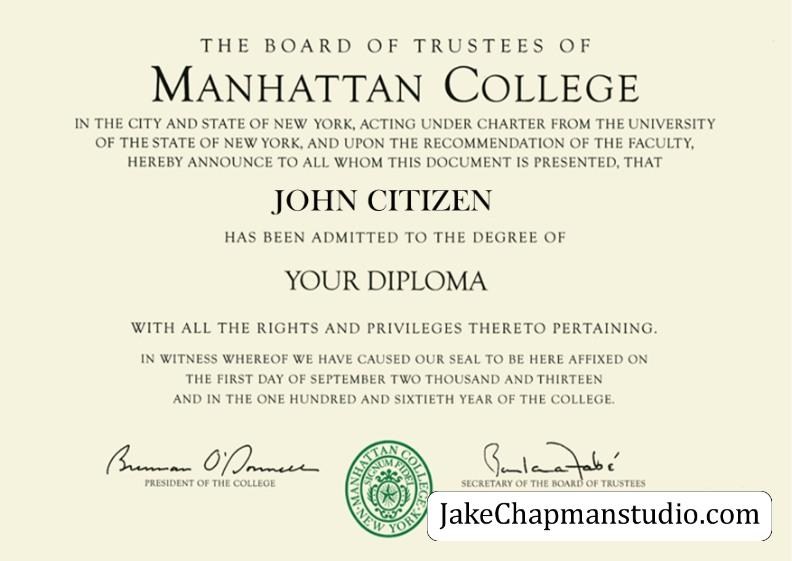 THE BOARD OF TRUSTEES OF
MANHATTAN COLLEGE
IN THE CITY AND STATE OF NEW YORK, ACTING UNDER CHARTER FROM THE UNIVERSITY
OF THE STATE OF NEW YORK, AND UPON THE RECOMMENDATION OF THE FACULTY,
HEREBY ANNOUNCE TO ALL WHOM THIS DOCUMENT IS PRESENTED, THAT
JOHN CITIZEN
HAS BEEN ADMITTED TO THE DEGREE OF
YOUR DIPLOMA
WITH ALL THE RIGHTS AND PRIVILEGES THERETO PERTAINING.
IN WITNESS WHEREOF WE HAVE CAUSED OUR SEAL TO BE HERE AFFIXED ON
THE FIRST DAY OF SEPTEMBER TWO THOUSAND AND THIRTEEN
AND IN THE ONE HUNDRED AND SIXTIETH YEAR OF THE COLLEGE.
Brennan O'Donnell
PRESIDENT OF THE COLLEGE
MANHATTAN COLLEGE
SIGNUM FIDEI
NEW YORK
SECRETARY OF THE BOARD OF TRUSTEES
JakeChapmanstudio.com